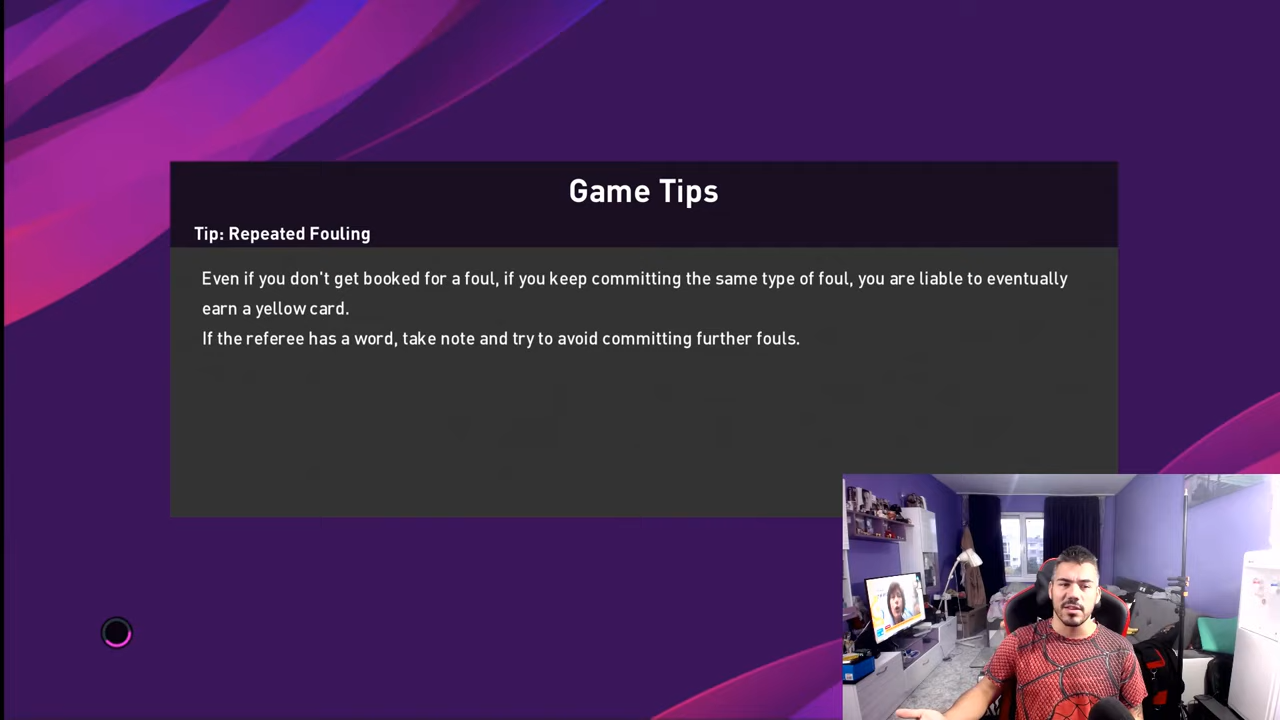 Game Tips
Tip: Repeated Fouling
Even if you don't get booked for a foul, if you keep committing the same type of foul, you are liable to eventually
earn a yellow card.
If the referee has a word, take note and try to avoid committing further fouls.